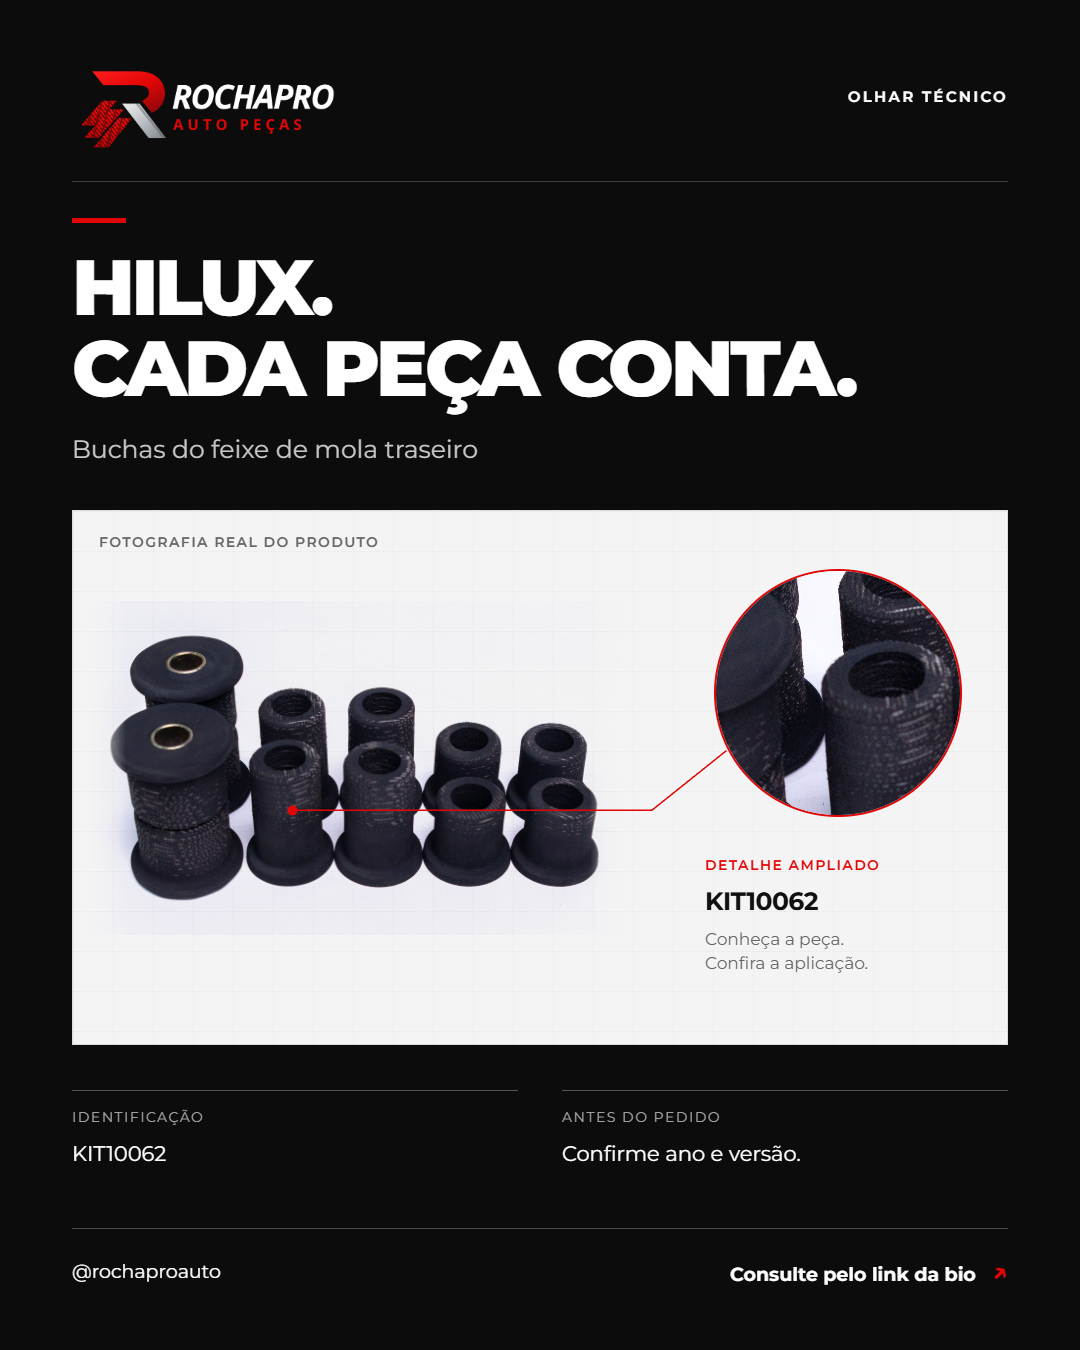 ROCHAPRO
AUTO PEÇAS
OLHAR TÉCNICO
HILUX.
CADA PEÇA CONTA.
Buchas do feixe de mola traseiro
FOTOGRAFIA REAL DO PRODUTO
DETALHE AMPLIADO
KIT10062
Conheça a peça.
Confira a aplicação.
IDENTIFICAÇÃO
KIT10062
ANTES DO PEDIDO
Confirme ano e versão.
@rochaproauto
Consulte pelo link da bio